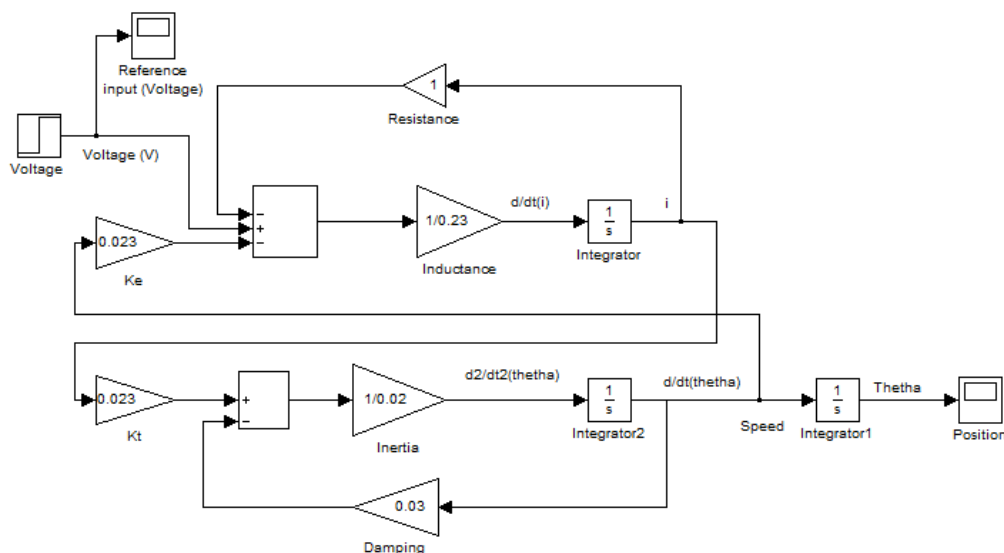 Reference
input (Voltage)
1
Resistance
Voltage
Voltage (V)
−
+
−
1/0.23
Inductance
d/dt(i)
1
s
Integrator
i
0.023
Ke
0.023
Kt
+
−
1/0.02
Inertia
d2/dt2(thetha)
1
s
Integrator2
d/dt(thetha)
Speed
1
s
Integrator1
Thetha
Position
0.03
Damping